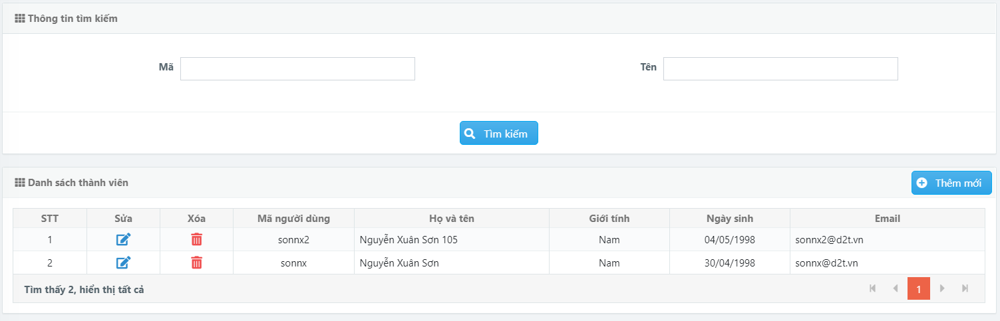 Thông tin tìm kiếm
Mã Tên
Tìm kiếm
Danh sách thành viên Thêm mới
STT Sửa Xóa Mã người dùng Họ và tên Giới tính Ngày sinh Email
1 sonnx2 Nguyễn Xuân Sơn 105 Nam 04/05/1998 sonnx2@d2t.vn
2 sonnx Nguyễn Xuân Sơn Nam 30/04/1998 sonnx@d2t.vn
Tìm thấy 2, hiển thị tất cả 1